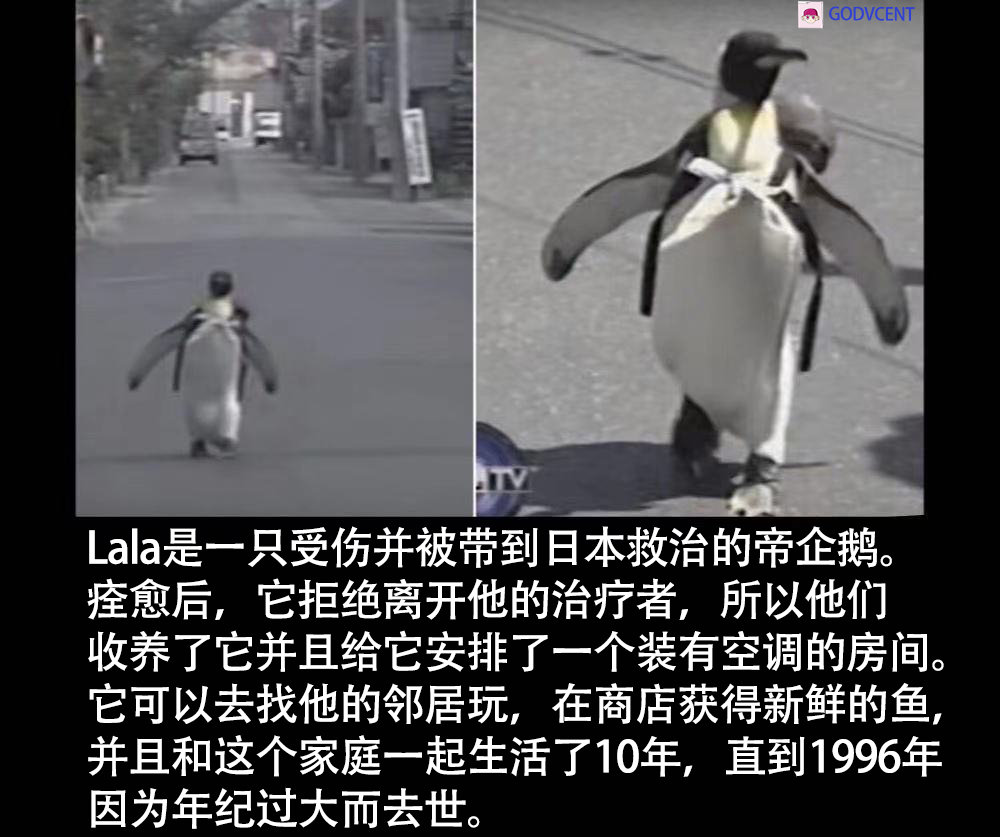 GODVCENT
TV
Lala是一只受伤并被带到日本救治的帝企鹅。
痊愈后，它拒绝离开他的治疗者，所以他们
收养了它并且给它安排了一个装有空调的房间。
它可以去找他的邻居玩，在商店获得新鲜的鱼，
并且和这个家庭一起生活了10年，直到1996年
因为年纪过大而去世。